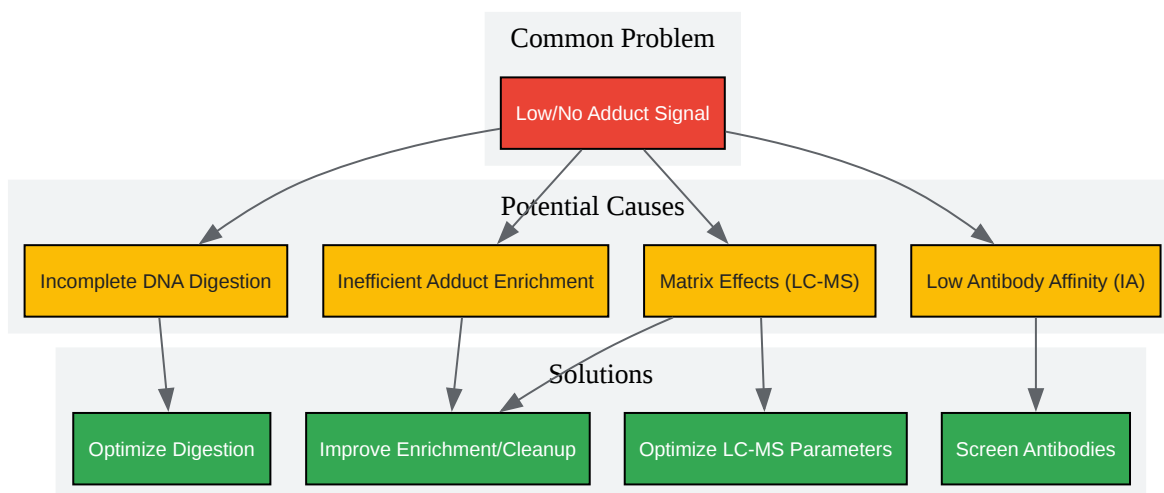 Common Problem
Low/No Adduct Signal
Potential Causes
Incomplete DNA Digestion
Inefficient Adduct Enrichment
Matrix Effects (LC-MS)
Low Antibody Affinity (IA)
Solutions
Optimize Digestion
Improve Enrichment/Cleanup
Optimize LC-MS Parameters
Screen Antibodies